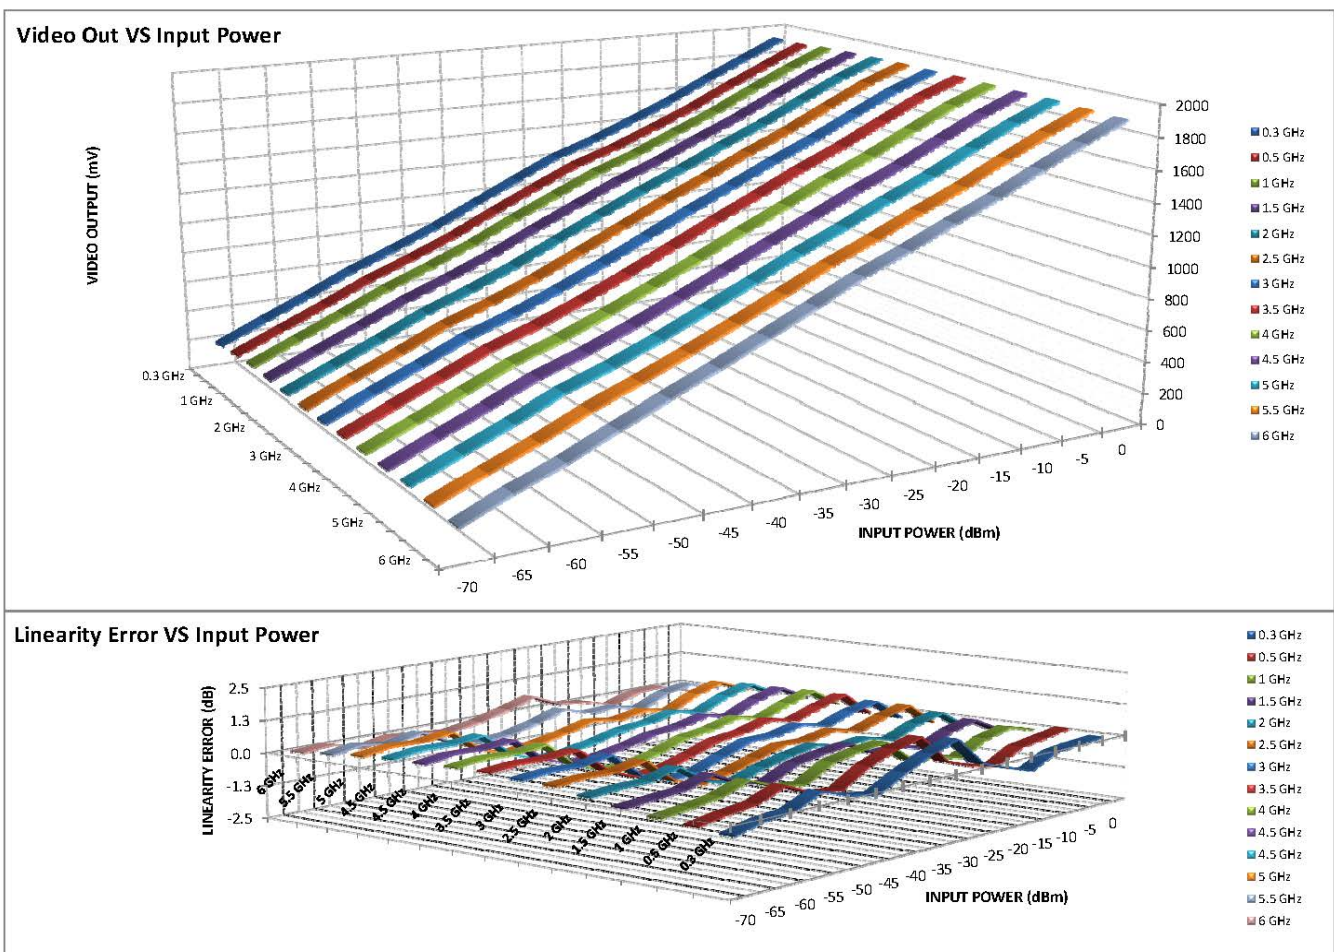 Video Out VS Input Power
VIDEO OUTPUT (mV)
2000
1800
1600
1400
1200
1000
800
600
400
200
0
0.3 GHz
1 GHz
2 GHz
3 GHz
4 GHz
5 GHz
6 GHz
-70
-65
-60
-55
-50
-45
-40
-35
-30
-25
-20
-15
-10
-5
0
INPUT POWER (dBm)
0.3 GHz
0.5 GHz
1 GHz
1.5 GHz
2 GHz
2.5 GHz
3 GHz
3.5 GHz
4 GHz
4.5 GHz
5 GHz
5.5 GHz
6 GHz
Linearity Error VS Input Power
LINEARITY ERROR (dB)
2.5
1.3
0.0
-1.3
-2.5
6 GHz
5.5 GHz
5 GHz
4.5 GHz
4.5 GHz
4 GHz
3.5 GHz
3 GHz
2.5 GHz
2 GHz
1.5 GHz
1 GHz
0.5 GHz
0.3 GHz
-70
-65
-60
-55
-50
-45
-40
-35
-30
-25
-20
-15
-10
-5
0
INPUT POWER (dBm)
0.3 GHz
0.5 GHz
1 GHz
1.5 GHz
2 GHz
2.5 GHz
3 GHz
3.5 GHz
4 GHz
4.5 GHz
4.5 GHz
5 GHz
5.5 GHz
6 GHz